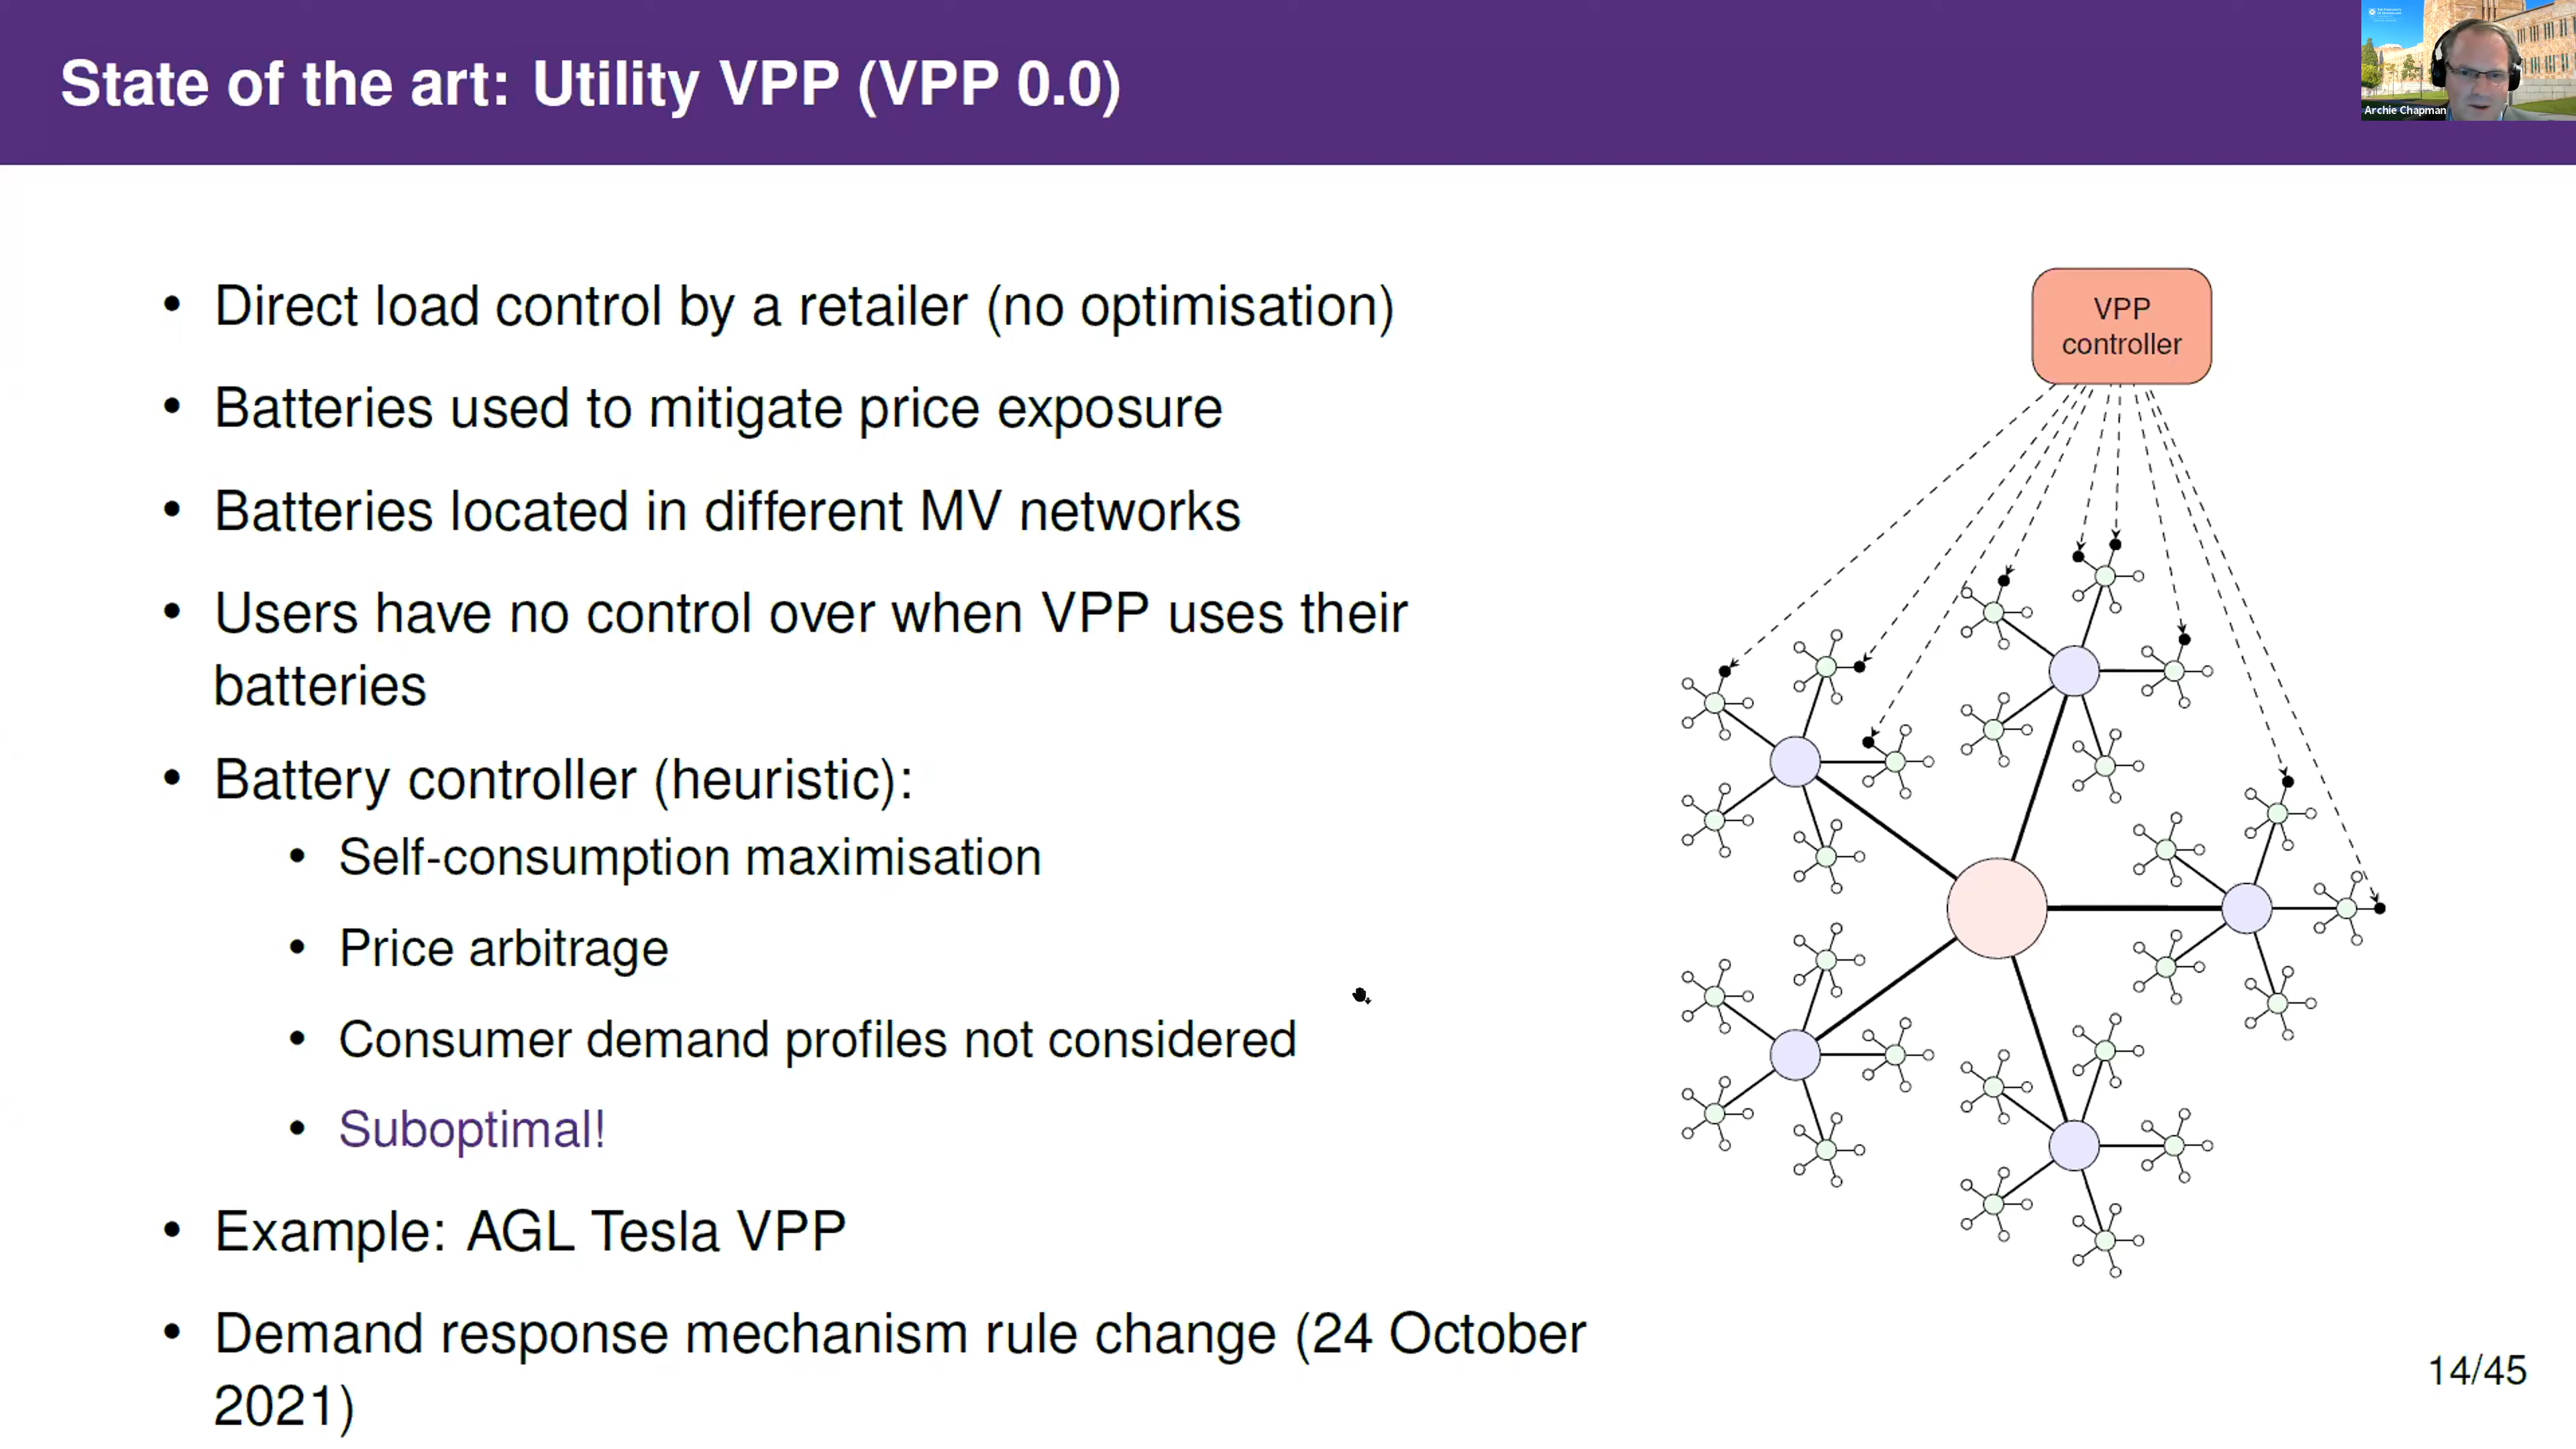 State of the art: Utility VPP (VPP 0.0)
Archie Chapman
• Direct load control by a retailer (no optimisation)
• Batteries used to mitigate price exposure
• Batteries located in different MV networks
• Users have no control over when VPP uses their
batteries
• Battery controller (heuristic):
• Self-consumption maximisation
• Price arbitrage
• Consumer demand profiles not considered
• Suboptimal!
• Example: AGL Tesla VPP
• Demand response mechanism rule change (24 October
2021)
VPP
controller
14/45